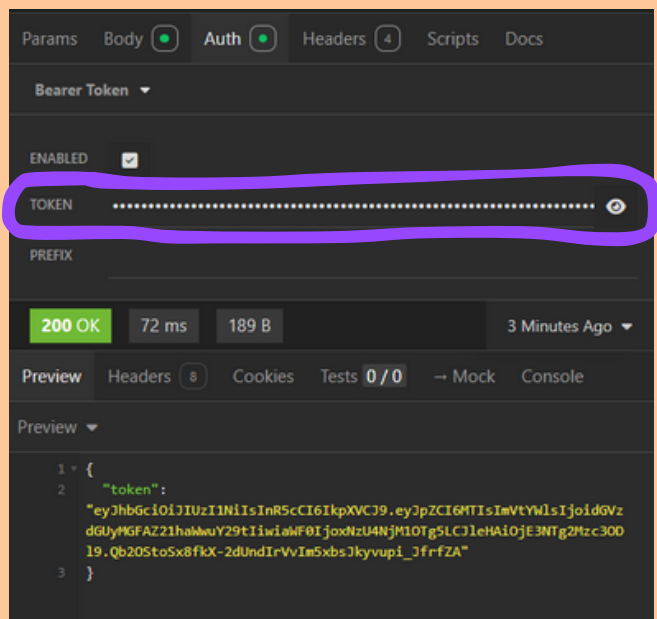 Params Body Auth Headers 4 Scripts Docs
Bearer Token
ENABLED
TOKEN ••••••••••••••••••••••••••••••••••••••••••••••••••••••••••••••••••••
PREFIX
200 OK 72 ms 189 B 3 Minutes Ago
Preview Headers 8 Cookies Tests 0 / 0 → Mock Console
Preview
1 {
2 "token":
"eyJhbGciOiJIUzI1NiIsInR5cCI6IkpXVCJ9.eyJpZCI6MTIsImVtYWlsIjoidGVz
dGUyMGFAZ21haWwuY29tIiwiaWF0IjoxNzU4NjM1OTg5LCJleHAiOjE3NTg2Mzc3OD
l9.Qb2OStoSx8fkX-2dUndIrVvIm5xbsJkyvupi_JfrfZA"
3 }